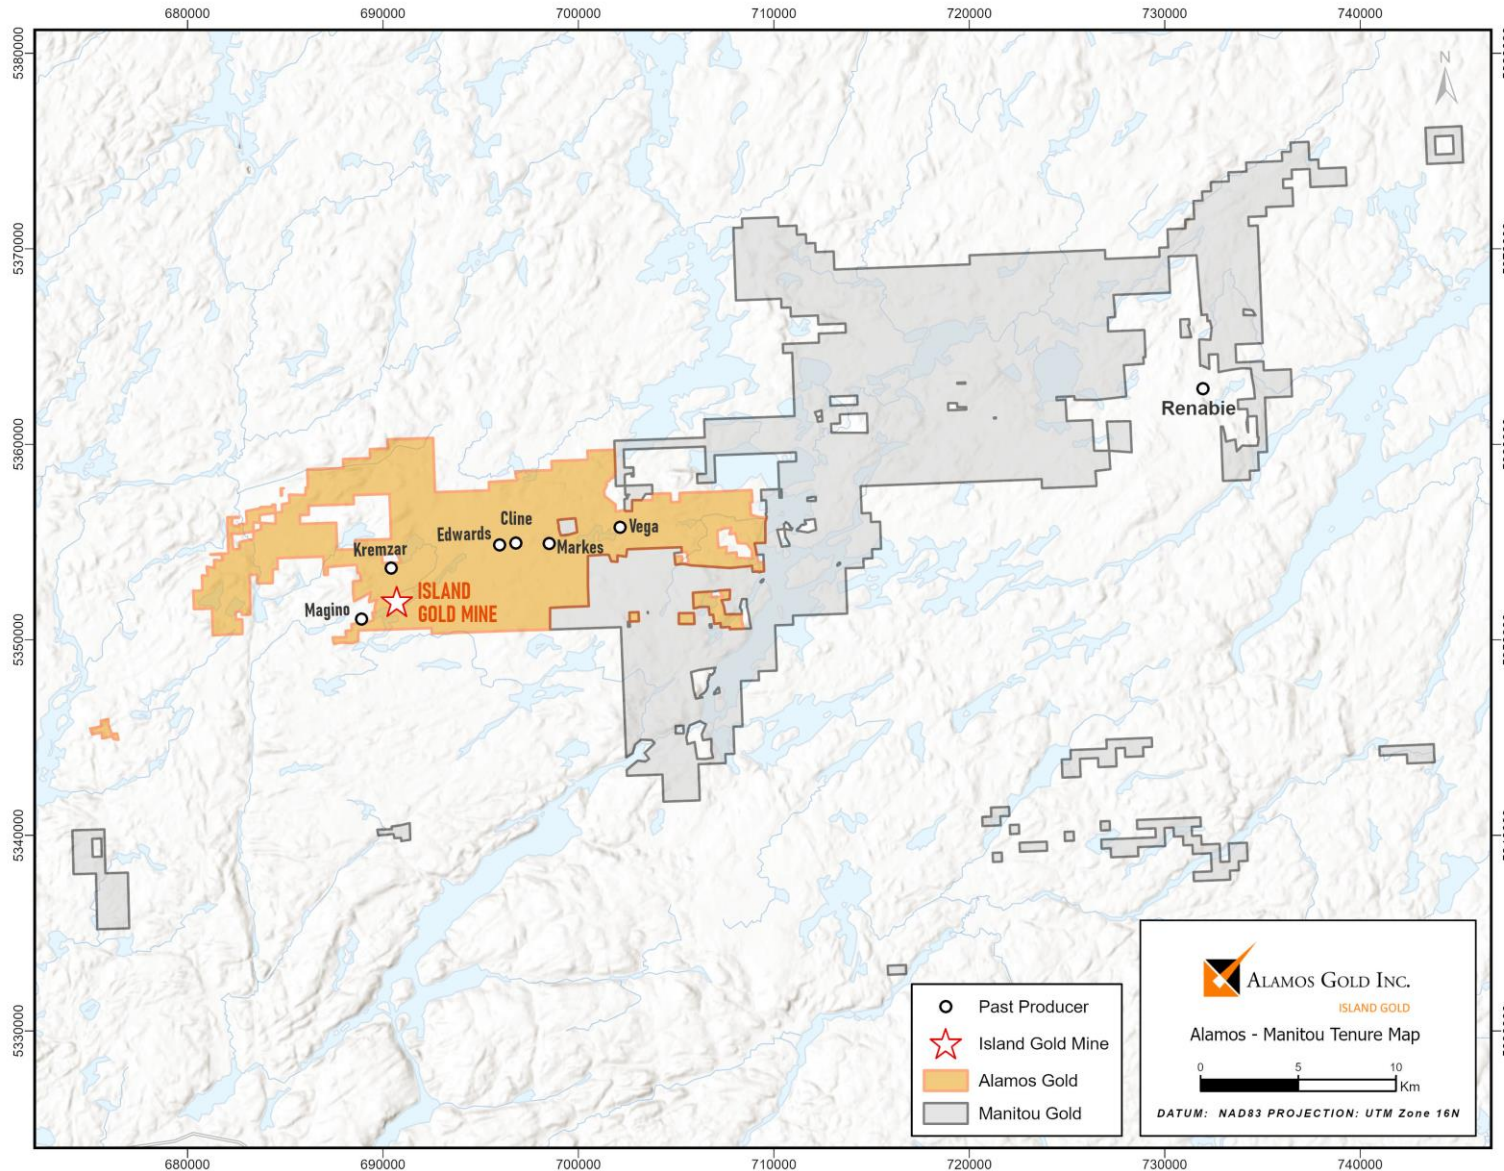 680000 690000 700000 710000 720000 730000 740000
5380000
N
5370000
Renabie
5360000
Cline
Edwards
Vega
Markes
Kremzar
ISLAND
GOLD MINE
Magino
5350000
5340000
5330000
Past Producer
Island Gold Mine
Alamos Gold
Manitou Gold
ALAMOS GOLD INC.
ISLAND GOLD
Alamos - Manitou Tenure Map
0 5 10
Km
DATUM: NAD83 PROJECTION: UTM Zone 16N
680000 690000 700000 710000 720000 730000 740000